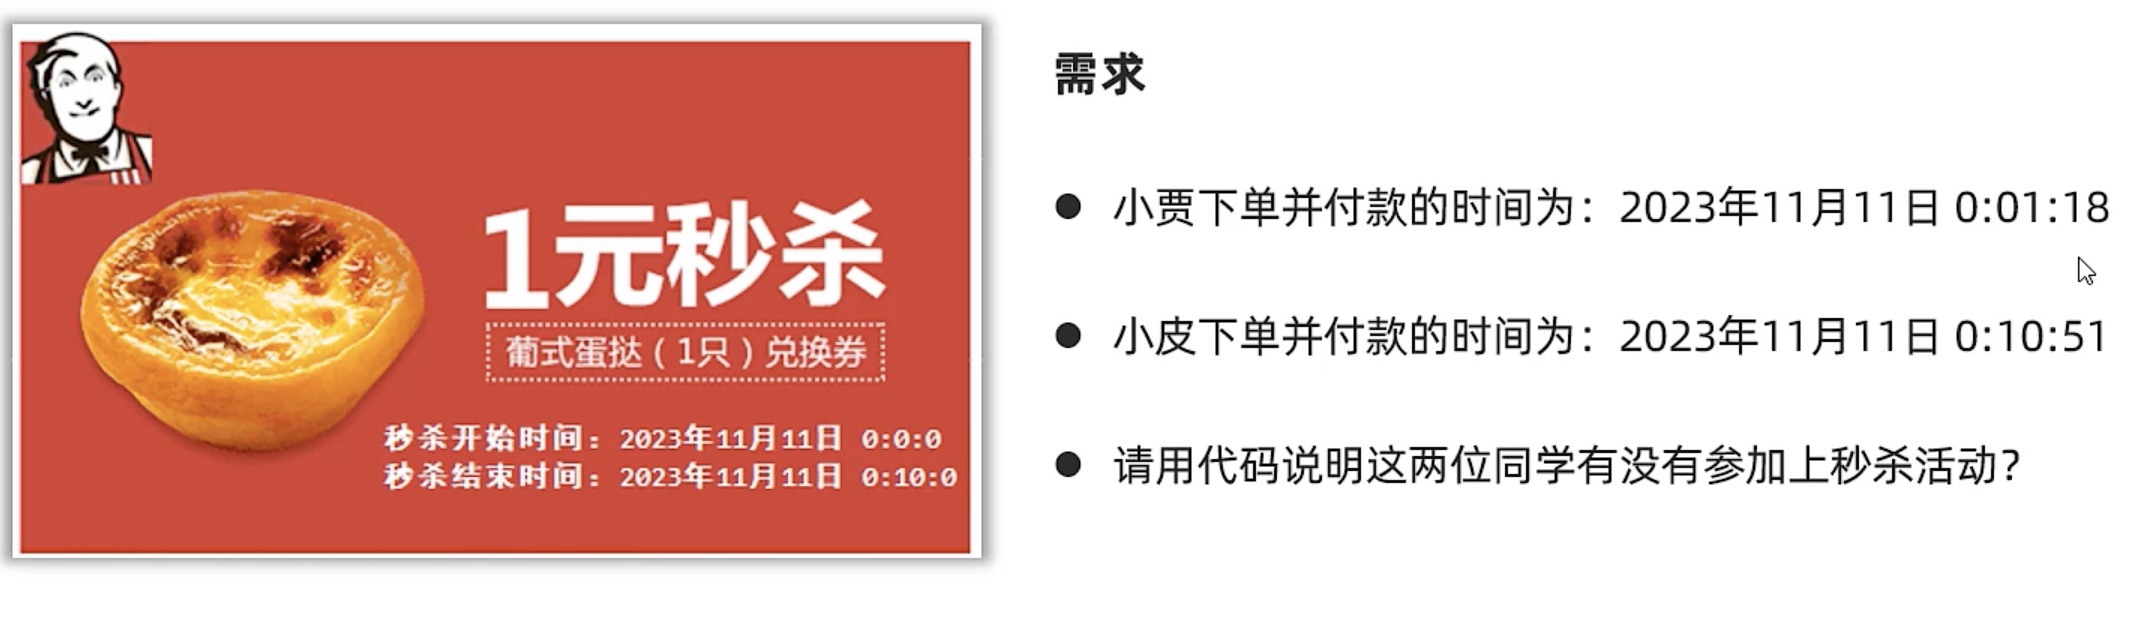 1元秒杀
葡式蛋挞（1只）兑换券
秒杀开始时间：2023年11月11日 0:0:0
秒杀结束时间：2023年11月11日 0:10:0
需求
小贾下单并付款的时间为：2023年11月11日 0:01:18
小皮下单并付款的时间为：2023年11月11日 0:10:51
请用代码说明这两位同学有没有参加上秒杀活动？